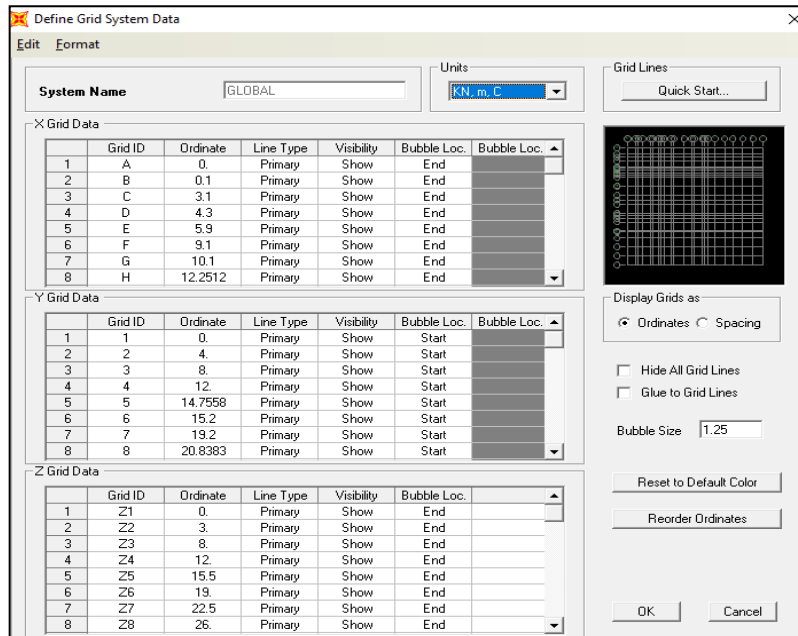 Define Grid System Data
Edit Format
System Name GLOBAL
Units
KN, m, C
Grid Lines
Quick Start...
X Grid Data
Grid ID Ordinate Line Type Visibility Bubble Loc. Bubble Loc.
1 A 0. Primary Show End
2 B 0.1 Primary Show End
3 C 3.1 Primary Show End
4 D 4.3 Primary Show End
5 E 5.9 Primary Show End
6 F 9.1 Primary Show End
7 G 10.1 Primary Show End
8 H 12.2512 Primary Show End
Y Grid Data
Grid ID Ordinate Line Type Visibility Bubble Loc. Bubble Loc.
1 1 0. Primary Show Start
2 2 4. Primary Show Start
3 3 8. Primary Show Start
4 4 12. Primary Show Start
5 5 14.7558 Primary Show Start
6 6 15.2 Primary Show Start
7 7 19.2 Primary Show Start
8 8 20.8383 Primary Show Start
Z Grid Data
Grid ID Ordinate Line Type Visibility Bubble Loc.
1 Z1 0. Primary Show End
2 Z2 3. Primary Show End
3 Z3 8. Primary Show End
4 Z4 12. Primary Show End
5 Z5 15.5 Primary Show End
6 Z6 19. Primary Show End
7 Z7 22.5 Primary Show End
8 Z8 26. Primary Show End
Display Grids as
Ordinates Spacing
Hide All Grid Lines
Glue to Grid Lines
Bubble Size 1.25
Reset to Default Color
Reorder Ordinates
OK Cancel